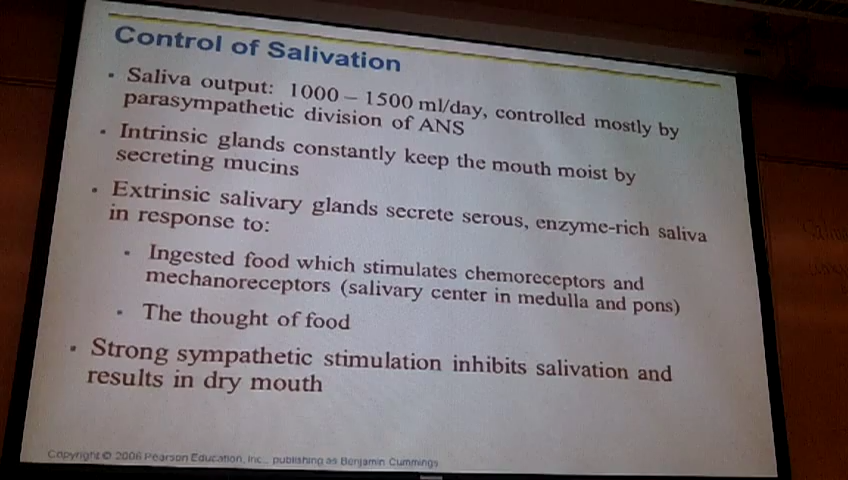 Control of Salivation
Saliva output: 1000 – 1500 ml/day, controlled mostly by
parasympathetic division of ANS
Intrinsic glands constantly keep the mouth moist by
secreting mucins
Extrinsic salivary glands secrete serous, enzyme-rich saliva
in response to:
Ingested food which stimulates chemoreceptors and
mechanoreceptors (salivary center in medulla and pons)
The thought of food
Strong sympathetic stimulation inhibits salivation and
results in dry mouth
Copyright © 2006 Pearson Education, Inc., publishing as Benjamin Cummings